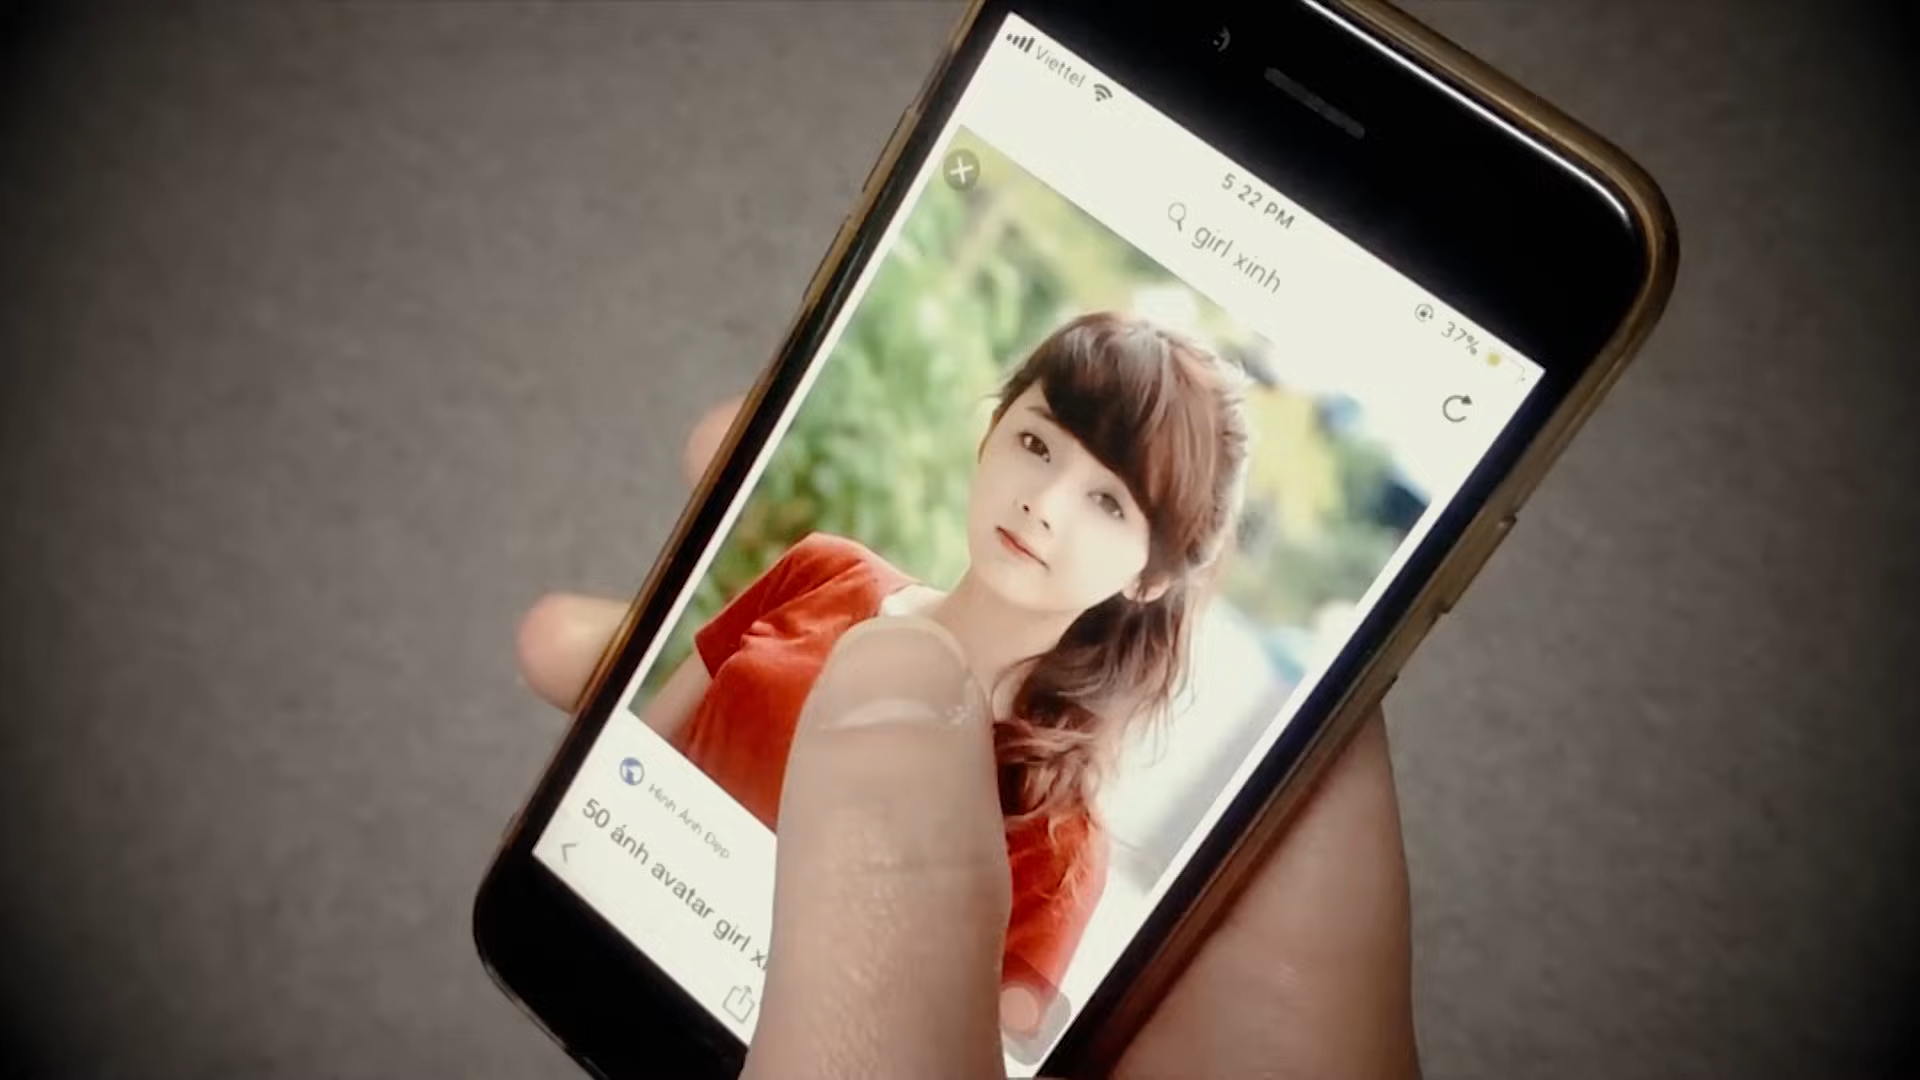 Viettel
5 22 PM
37%
girl xinh
Hình Ảnh Đẹp
50 ảnh avatar girl